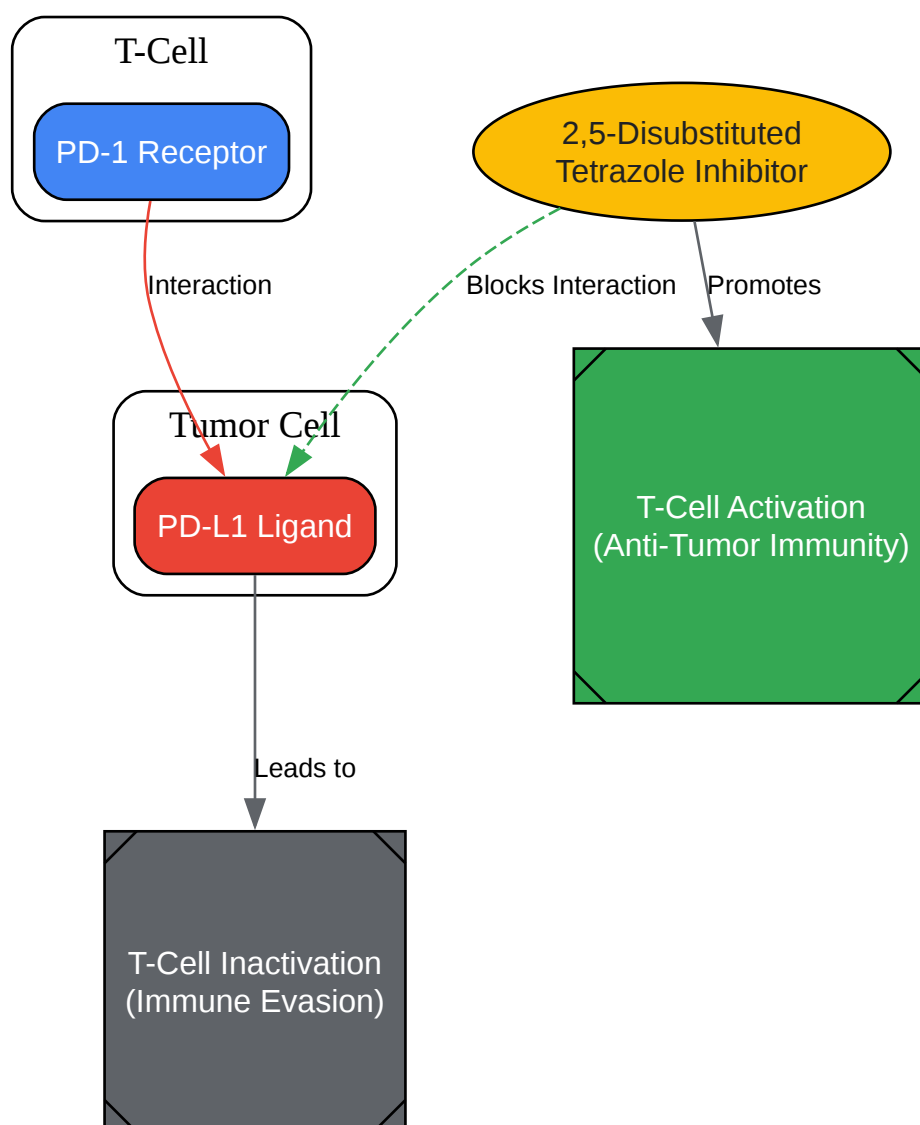 T-Cell
PD-1 Receptor
2,5-Disubstituted
Tetrazole Inhibitor
Interaction
Blocks Interaction
Promotes
Tumor Cell
PD-L1 Ligand
T-Cell Activation
(Anti-Tumor Immunity)
Leads to
T-Cell Inactivation
(Immune Evasion)